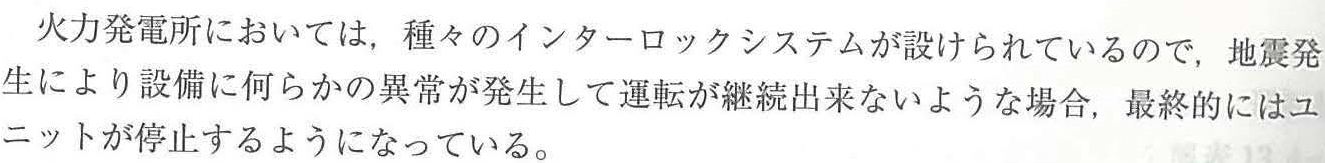 火力発電所においては，種々のインターロックシステムが設けられているので，地震発
生により設備に何らかの異常が発生して運転が継続出来ないような場合，最終的にはユ
ニットが停止するようになっている。